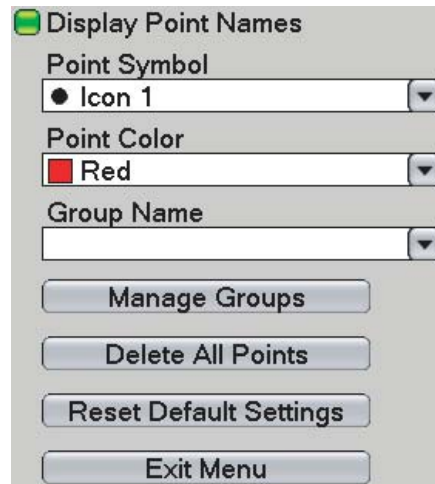 Display Point Names
Point Symbol
Icon 1
Point Color
Red
Group Name
Manage Groups
Delete All Points
Reset Default Settings
Exit Menu